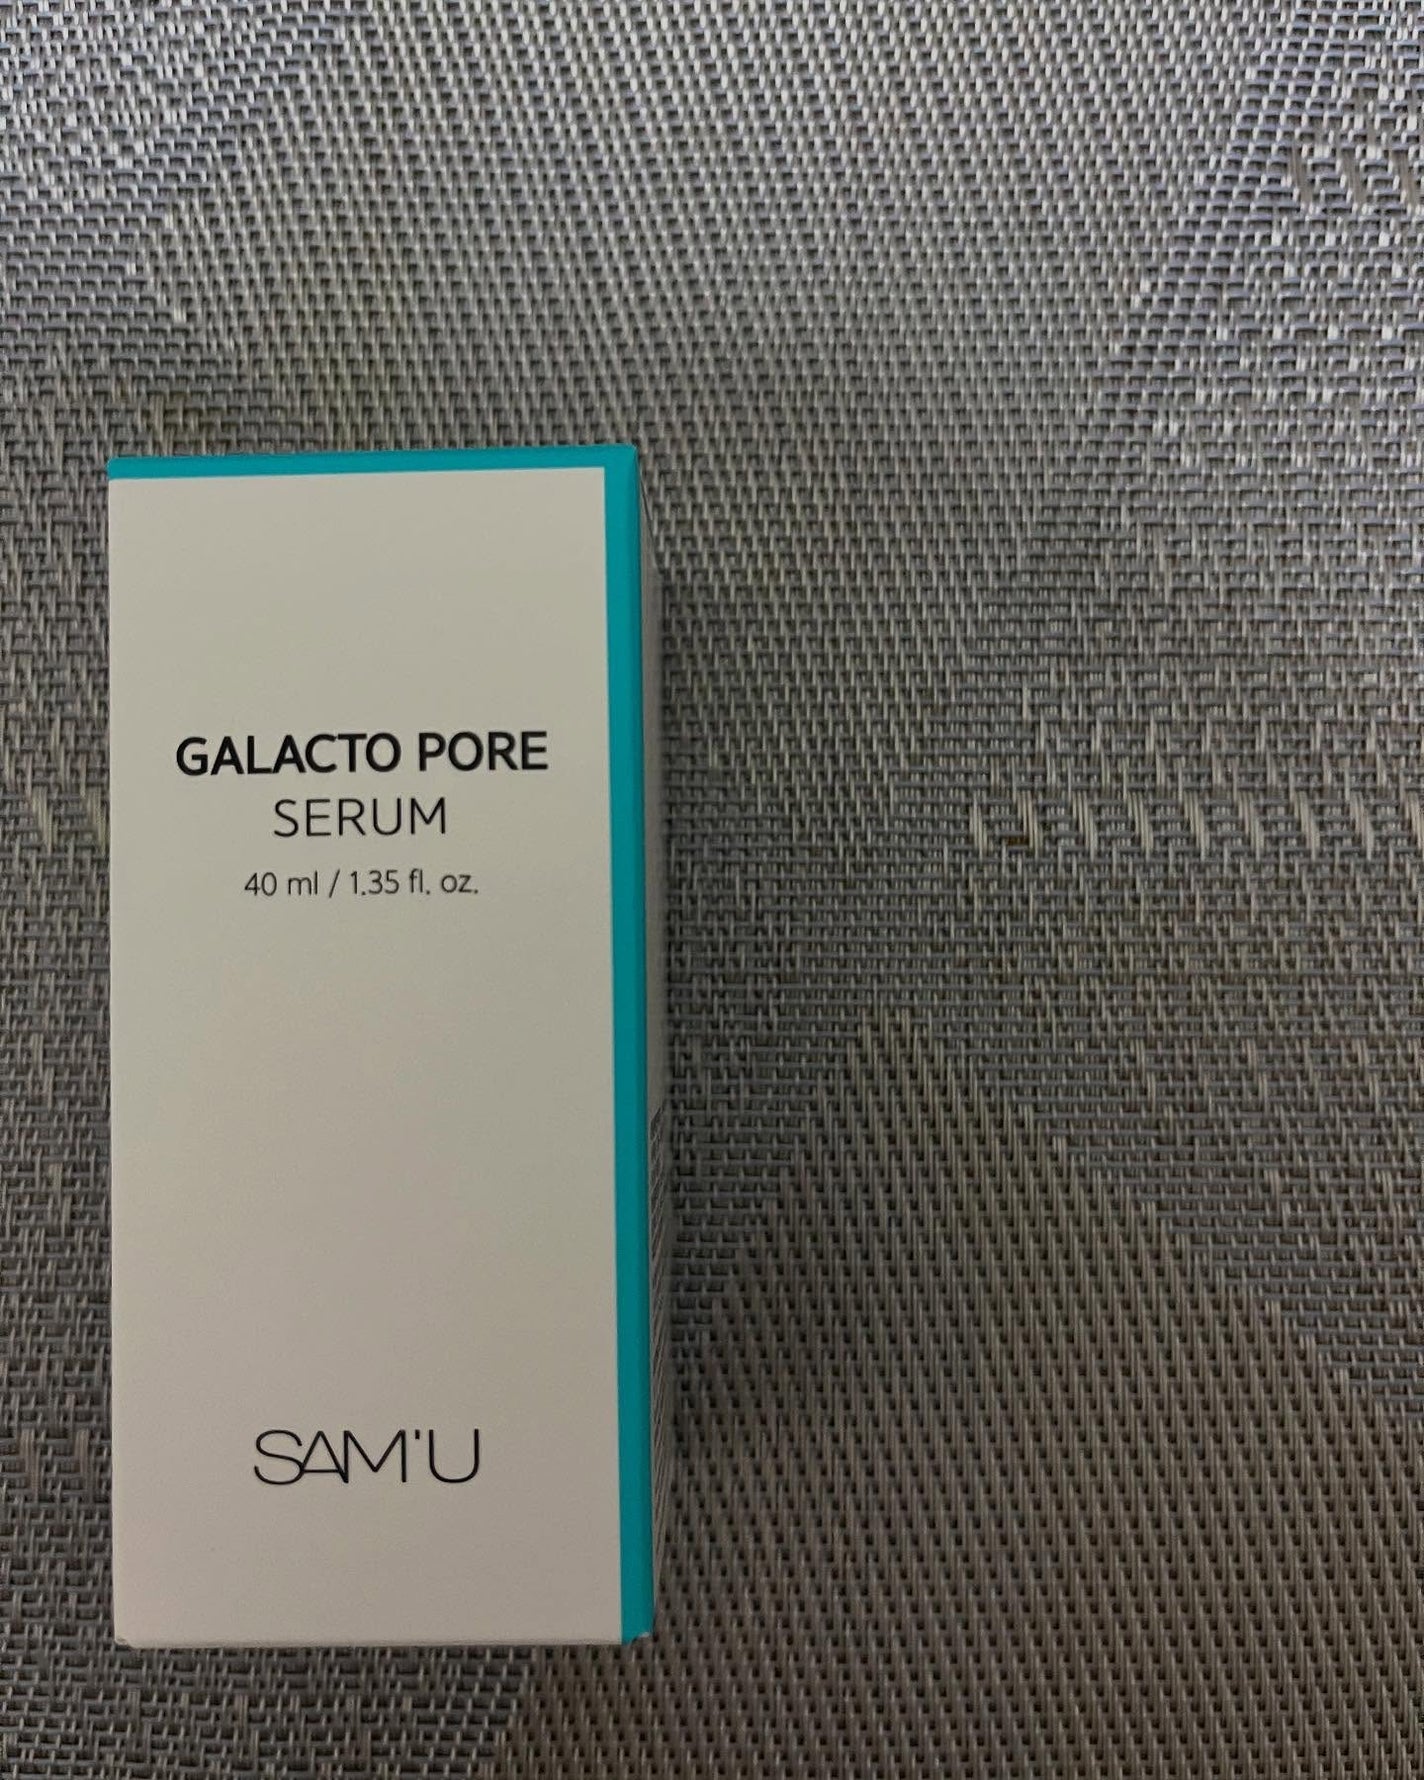 GALACTO PORE
SERUM
40 ml / 1.35 fl. oz.
SAM'U